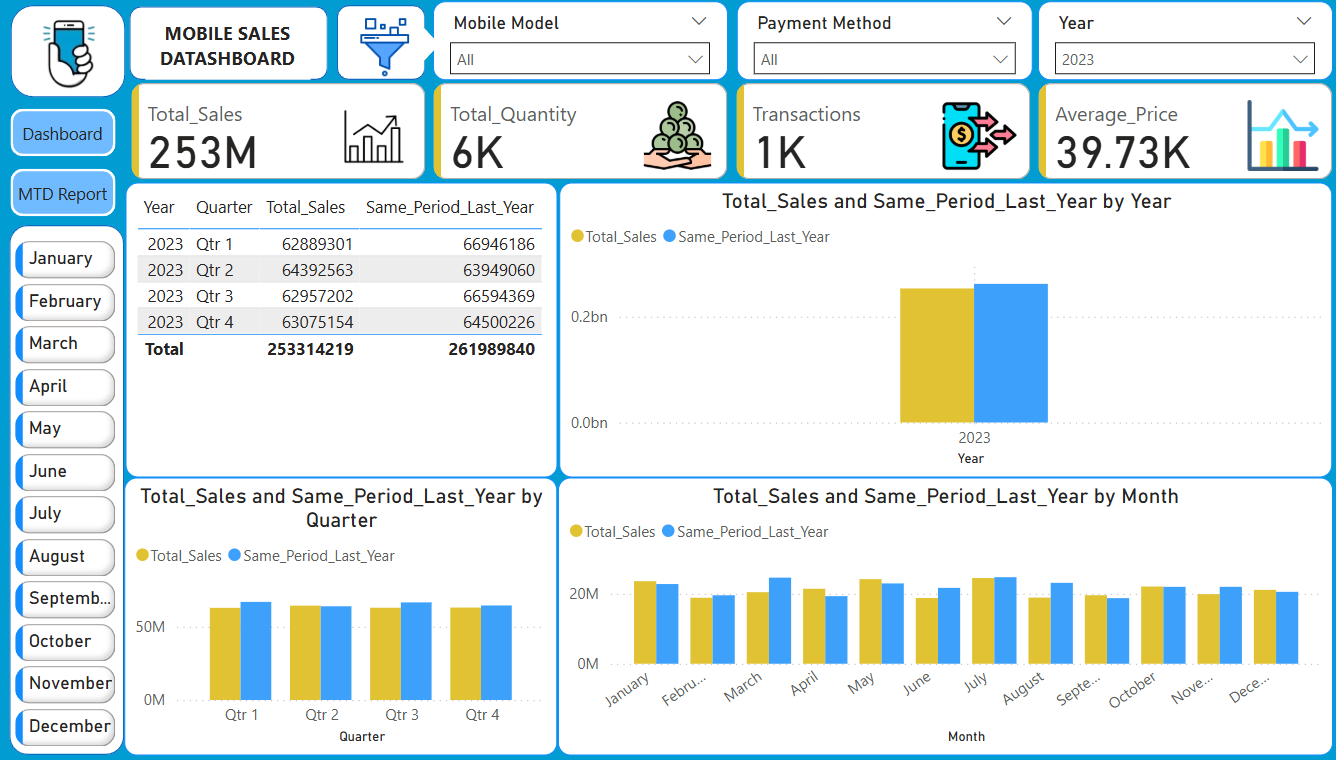 MOBILE SALES
DATASHBOARD
Mobile Model
All
Payment Method
All
Year
2023
Dashboard
MTD Report
Total_Sales
253M
Total_Quantity
6K
Transactions
1K
Average_Price
39.73K
January
February
March
April
May
June
July
August
Septemb...
October
November
December
Year Quarter Total_Sales Same_Period_Last_Year
2023 Qtr 1 62889301 66946186
2023 Qtr 2 64392563 63949060
2023 Qtr 3 62957202 66594369
2023 Qtr 4 63075154 64500226
Total 253314219 261989840
Total_Sales and Same_Period_Last_Year by Year
Total_Sales Same_Period_Last_Year
0.2bn
0.0bn
2023
Year
Total_Sales and Same_Period_Last_Year by
Quarter
Total_Sales Same_Period_Last_Year
50M
0M
Qtr 1 Qtr 2 Qtr 3 Qtr 4
Quarter
Total_Sales and Same_Period_Last_Year by Month
Total_Sales Same_Period_Last_Year
20M
0M
January Febru... March April May June July August Septe... October Nove... Dece...
Month